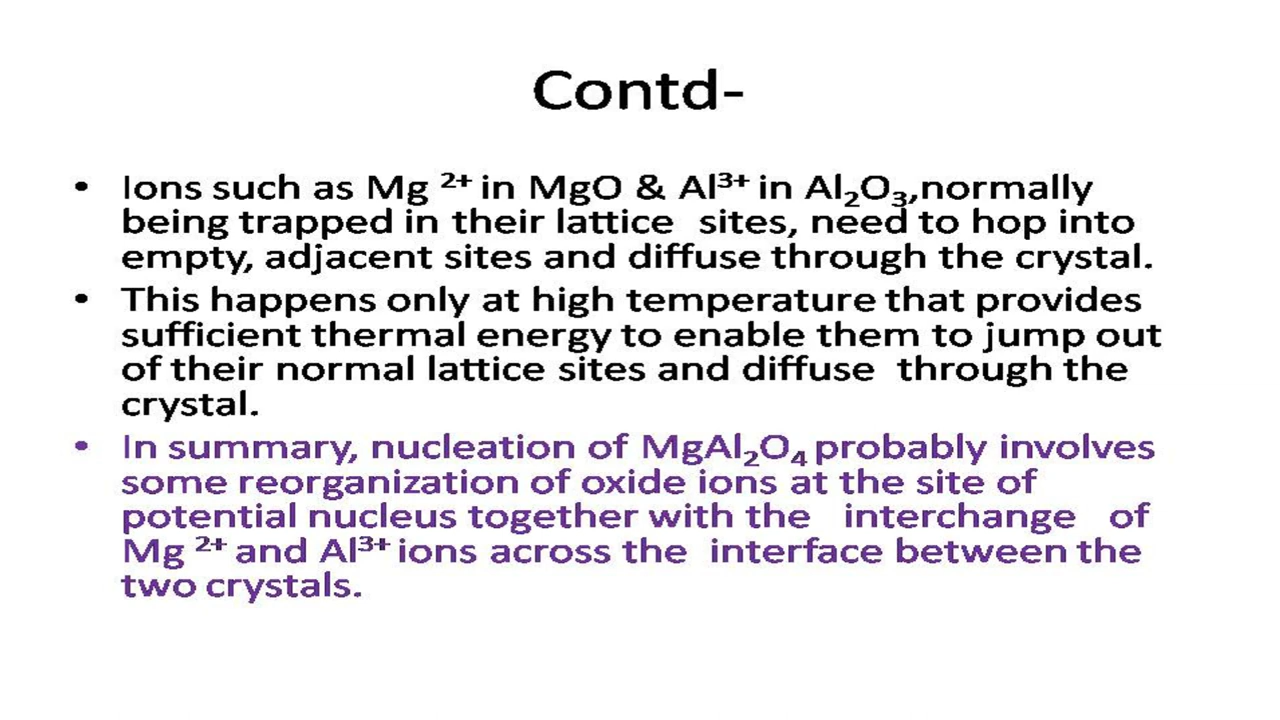 Contd-
• Ions such as Mg ²⁺ in MgO & Al³⁺ in Al₂O₃,normally
being trapped in their lattice sites, need to hop into
empty, adjacent sites and diffuse through the crystal.
• This happens only at high temperature that provides
sufficient thermal energy to enable them to jump out
of their normal lattice sites and diffuse through the
crystal.
• In summary, nucleation of MgAl₂O₄ probably involves
some reorganization of oxide ions at the site of
potential nucleus together with the interchange of
Mg ²⁺ and Al³⁺ ions across the interface between the
two crystals.